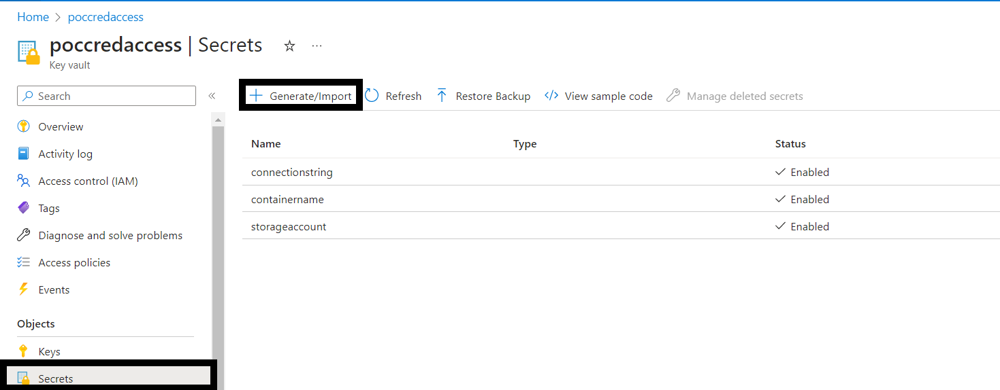 Home > poccredaccess
poccredaccess | Secrets
Key vault
Search
Overview
Activity log
Access control (IAM)
Tags
Diagnose and solve problems
Access policies
Events
Objects
Keys
Secrets
Generate/Import Refresh Restore Backup View sample code Manage deleted secrets
Name Type Status
connectionstring Enabled
containername Enabled
storageaccount Enabled